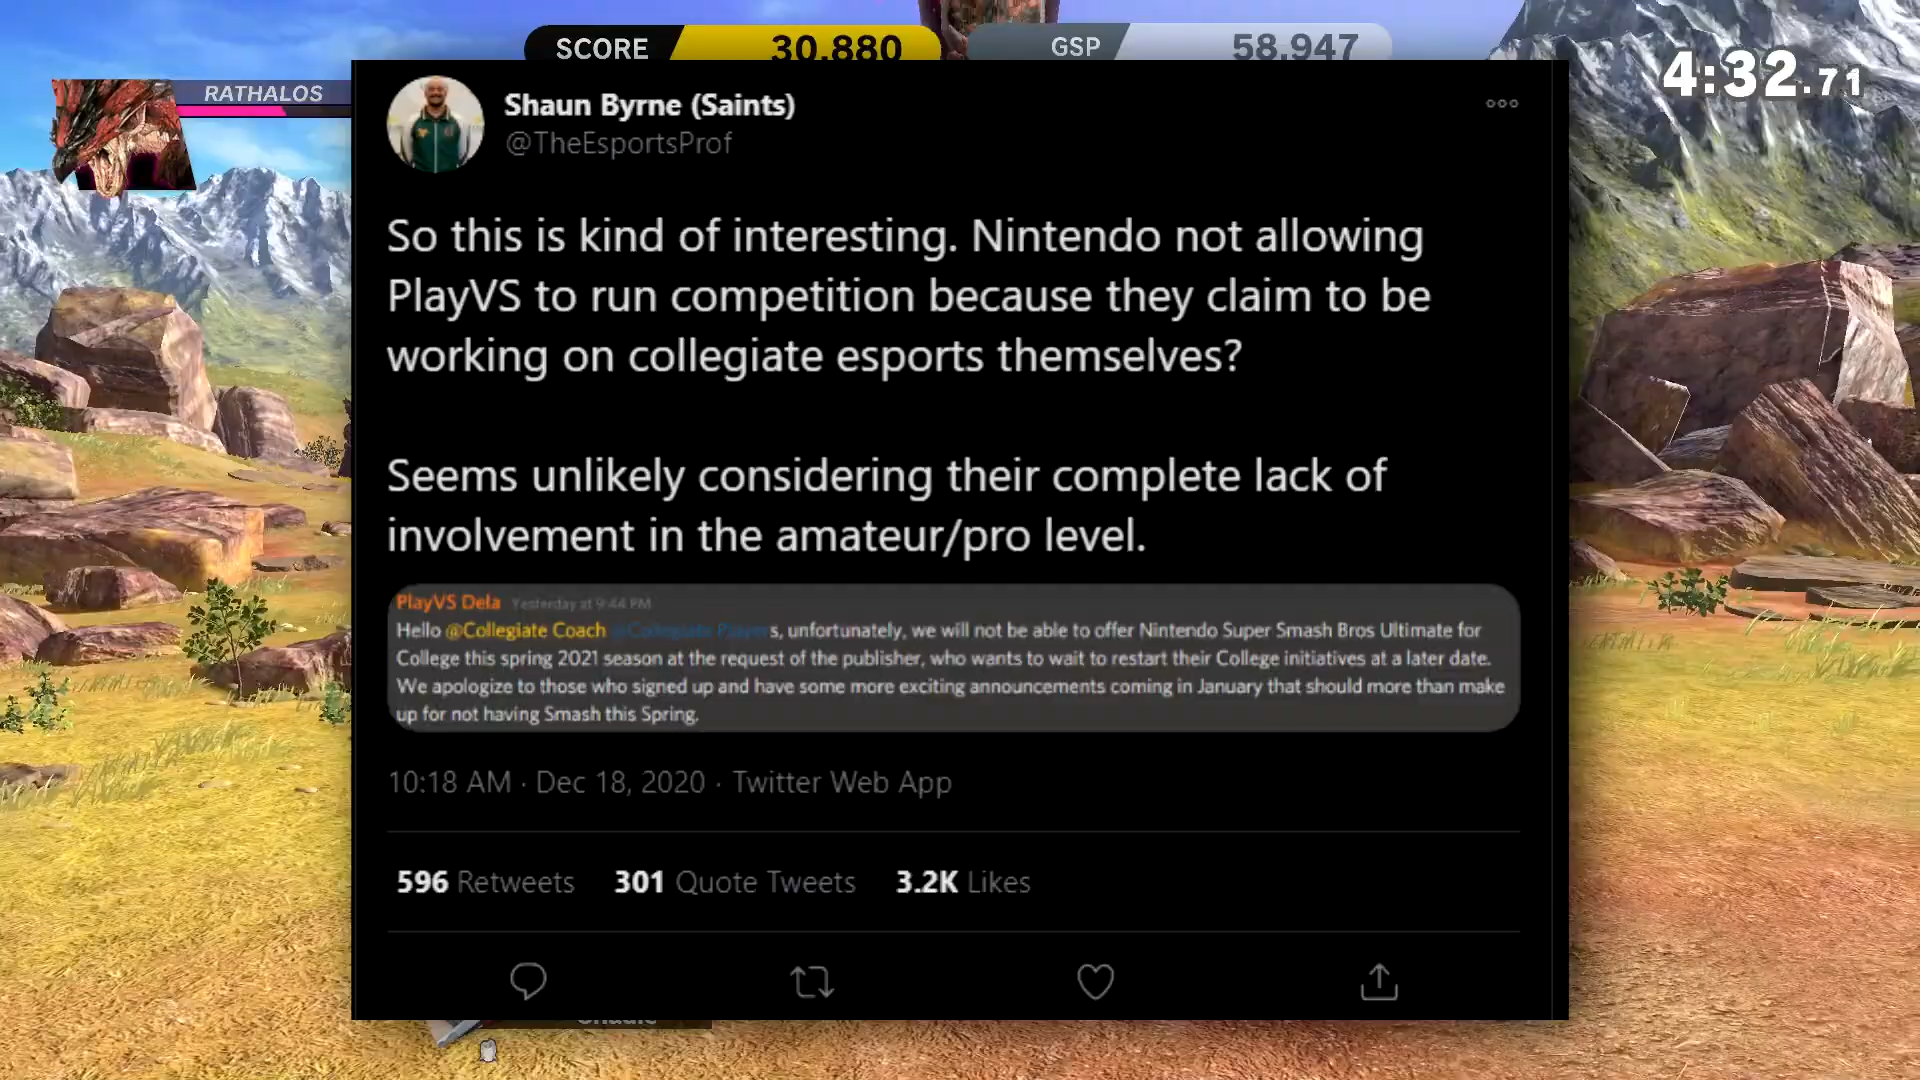 SCORE 30,880 GSP 58,947
4:32.71
RATHALOS
Shaun Byrne (Saints)
@TheEsportsProf
So this is kind of interesting. Nintendo not allowing
PlayVS to run competition because they claim to be
working on collegiate esports themselves?
Seems unlikely considering their complete lack of
involvement in the amateur/pro level.
PlayVS Dela Yesterday at 9:44 PM
Hello @Collegiate Coach @Collegiate Players, unfortunately, we will not be able to offer Nintendo Super Smash Bros Ultimate for
College this spring 2021 season at the request of the publisher, who wants to wait to restart their College initiatives at a later date.
We apologize to those who signed up and have some more exciting announcements coming in January that should more than make
up for not having Smash this Spring.
10:18 AM · Dec 18, 2020 · Twitter Web App
596 Retweets 301 Quote Tweets 3.2K Likes